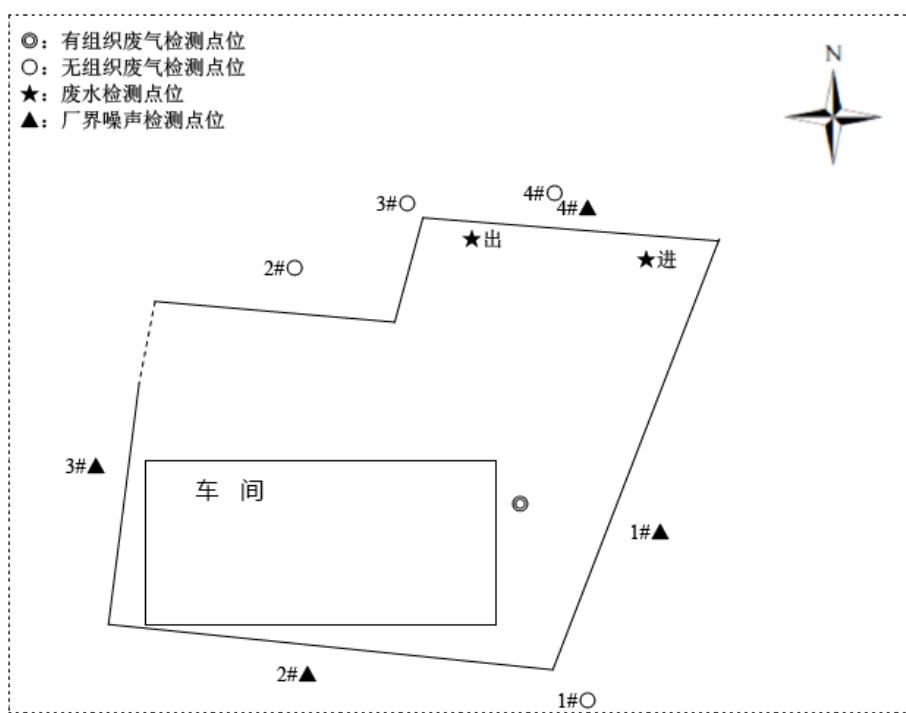 ◎：有组织废气检测点位
○：无组织废气检测点位
★：废水检测点位
▲：厂界噪声检测点位
N
4#○
3#○
4#▲
★出
★进
2#○
3#▲
车 间
◎
1#▲
2#▲
1#○